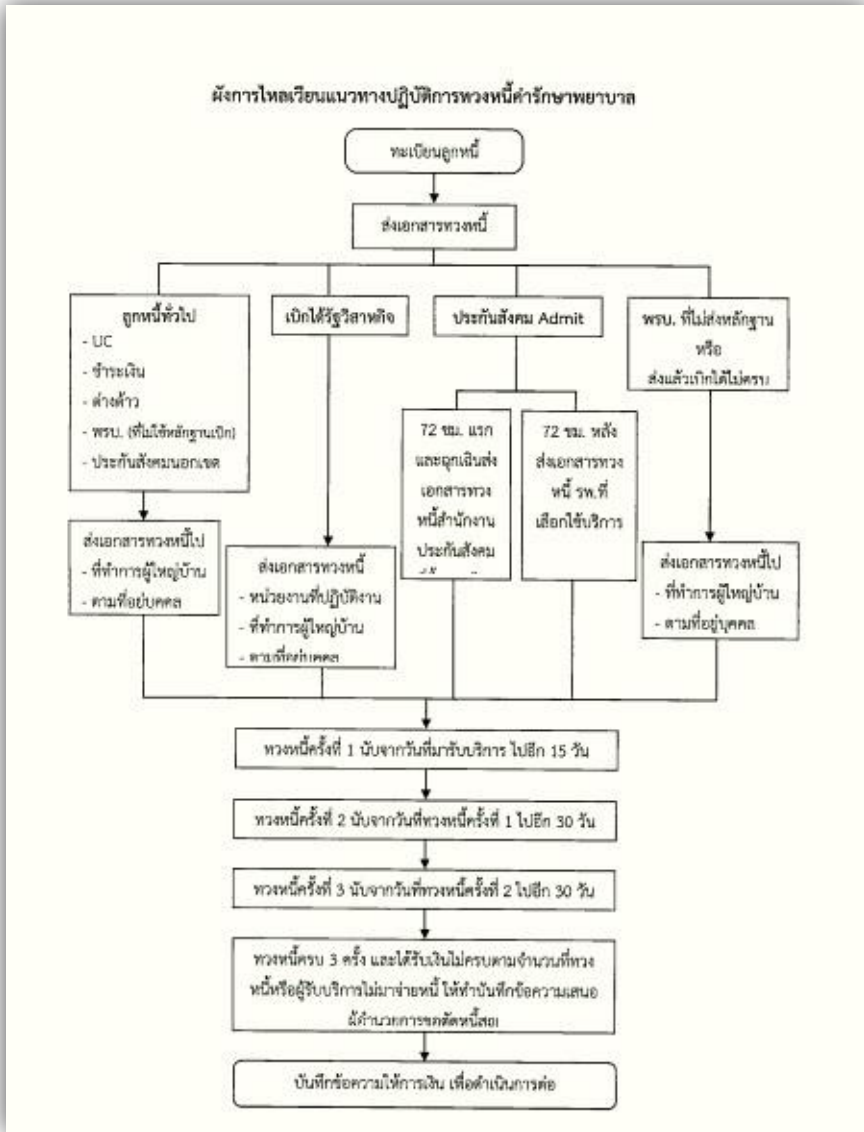 ผังการไหลเวียนแนวทางปฏิบัติการทวงหนี้ค่ารักษาพยาบาล
ทะเบียนลูกหนี้
ส่งเอกสารทวงหนี้
ลูกหนี้ทั่วไป
- UC
- ชำระเงิน
- ต่างด้าว
- พรบ. (ที่ไม่ใช้หลักฐานเบิก)
- ประกันสังคมนอกเขต
เบิกได้รัฐวิสาหกิจ
ประกันสังคม Admit
พรบ. ที่ไม่ส่งหลักฐาน
หรือ
ส่งแล้วเบิกได้ไม่ครบ
72 ชม. แรก
และฉุกเฉินส่ง
เอกสารทวง
หนี้สำนักงาน
ประกันสังคม
72 ชม. หลัง
ส่งเอกสารทวง
หนี้ รพ.ที่
เลือกใช้บริการ
ส่งเอกสารทวงหนี้ไป
- ที่ทำการผู้ใหญ่บ้าน
- ตามที่อยู่บุคคล
ส่งเอกสารทวงหนี้
- หน่วยงานที่ปฏิบัติงาน
- ที่ทำการผู้ใหญ่บ้าน
- ตามที่อยู่บุคคล
ส่งเอกสารทวงหนี้ไป
- ที่ทำการผู้ใหญ่บ้าน
- ตามที่อยู่บุคคล
ทวงหนี้ครั้งที่ 1 นับจากวันที่มารับบริการ ไปอีก 15 วัน
ทวงหนี้ครั้งที่ 2 นับจากวันที่ทวงหนี้ครั้งที่ 1 ไปอีก 30 วัน
ทวงหนี้ครั้งที่ 3 นับจากวันที่ทวงหนี้ครั้งที่ 2 ไปอีก 30 วัน
ทวงหนี้ครบ 3 ครั้ง และได้รับเงินไม่ครบตามจำนวนที่ทวง
หนี้หรือผู้รับบริการไม่มาจ่ายหนี้ ให้ทำบันทึกข้อความเสนอ
ผู้อำนวยการขอตัดหนี้สูญ
บันทึกข้อความให้การเงิน เพื่อดำเนินการต่อ